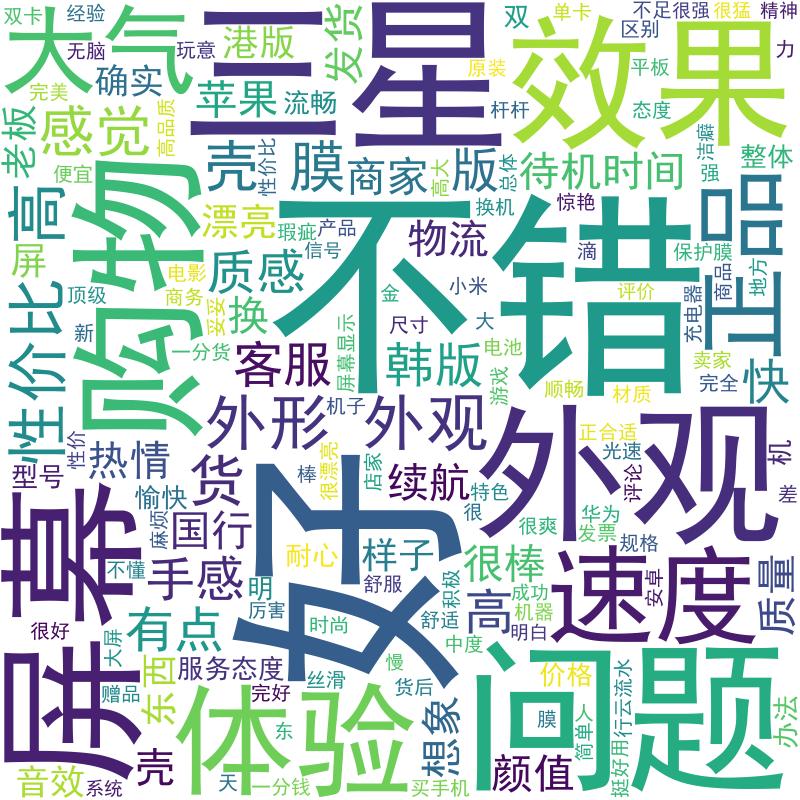 双卡
经验
大气
三星
双
单卡
不足很强
很猛
精神
无脑
玩意
港版
发货
效果
区别
力
完美
确实
苹果
流畅
原装
平板
杆杆
态度
老板
感觉
高品质
壳
性价比
膜
商家
高大
版
总体
待机时间
洁癖
强
整体
便宜
高
购物
漂亮
瑕疵
产品
信号
不错
换机
惊艳
正品
物流
滴
保护膜
屏
电影
质感
商务
妥妥
顶级
新
换
金
小米
大
评价
充电器
商品
地方
性价比
一分货
屏幕显示
尺寸
电池
客服
韩版
游戏
顺畅
材质
卖家
完全
快
外形
机子
外观
正合适
外观
光速
机
性价
热情
型号
货
棒
很漂亮
店家
续航
特色
评论
差
愉快
麻烦
国行
好
很
很爽
华为
发票
规格
屏幕
不懂
手感
耐心
样子
很棒
速度
安卓
质量
明
厉害
舒服
舒适
积极
高
成功
机器
明白
很好
大屏
有点
时尚
中度
慢
问题
赠品
东西
服务态度
完好
丝滑
货后
想象
价格
体验
东
膜
人
简单
行云流水
挺好用
办法
音效
系统
壳
天
一分钱
买手机
颜值